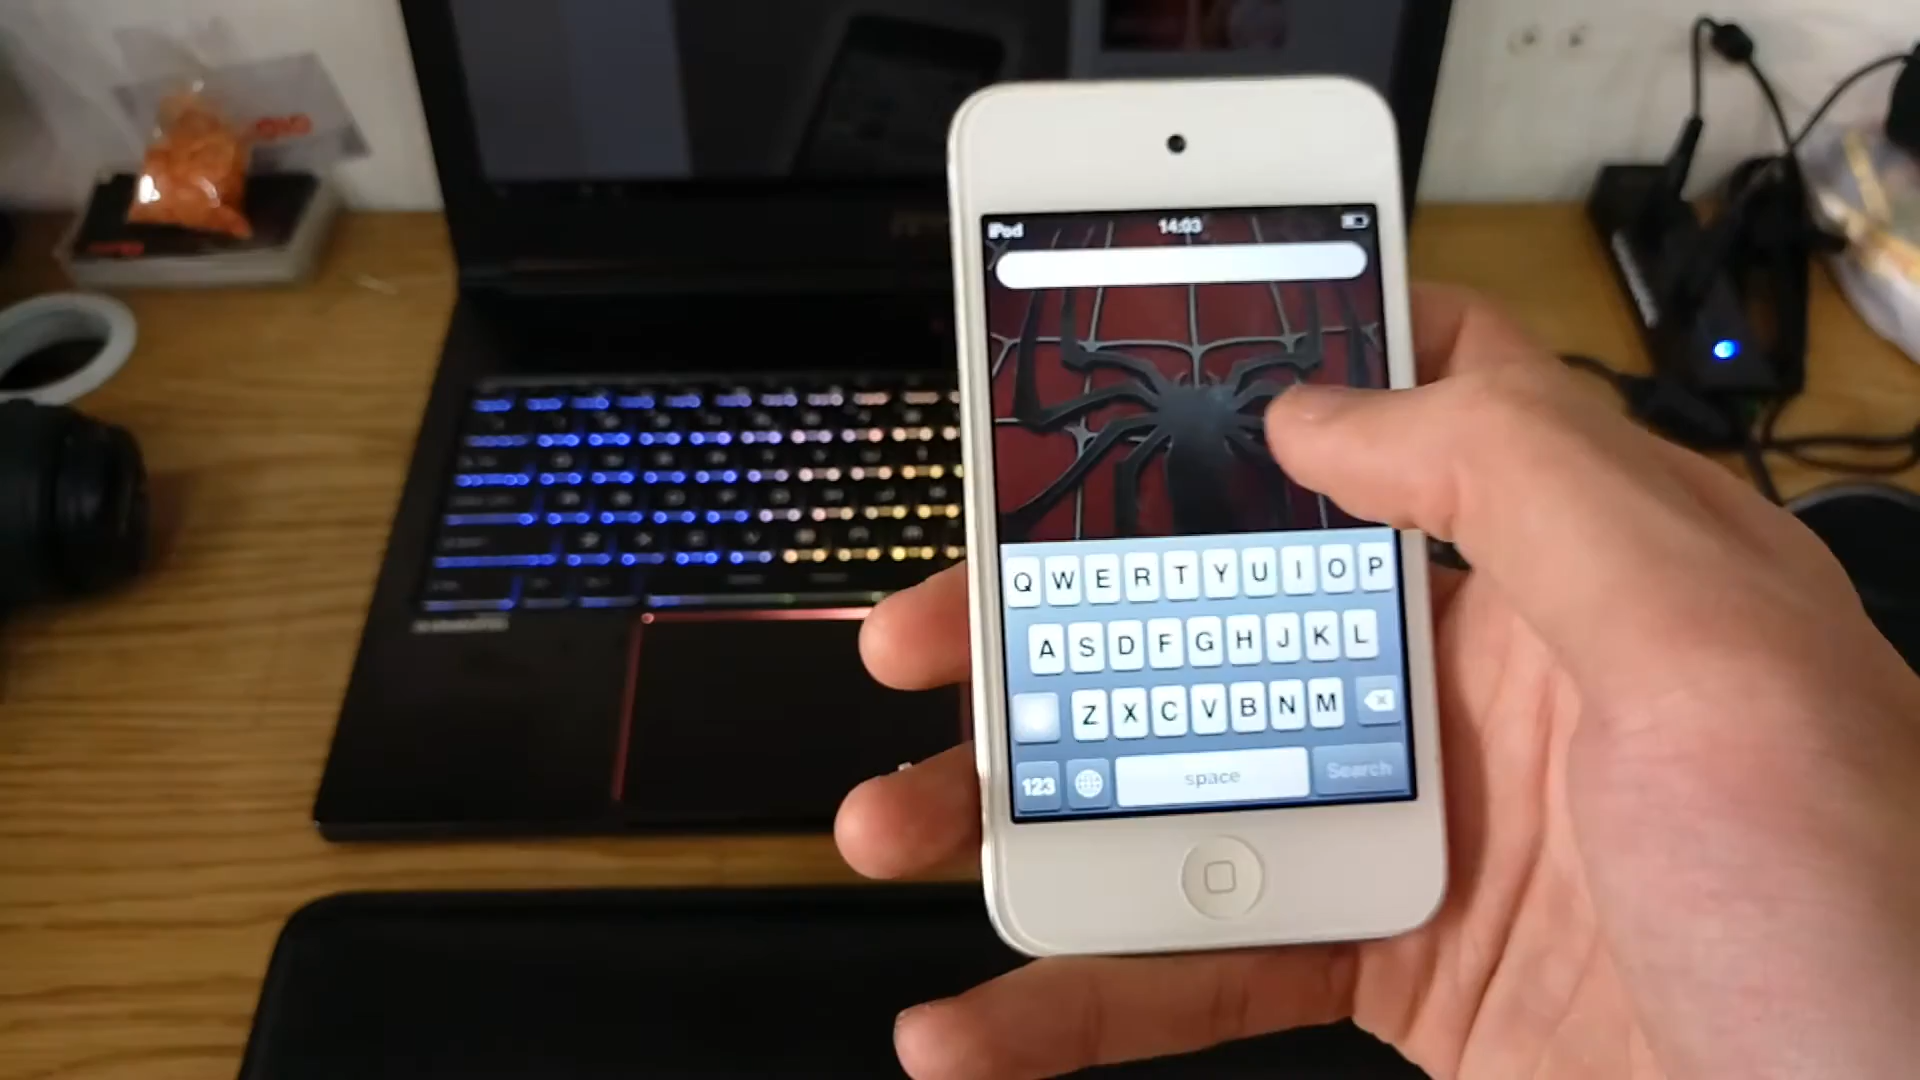 iPod 14:03
Q W E R T Y U I O P
A S D F G H J K L
Z X C V B N M
123 space Search